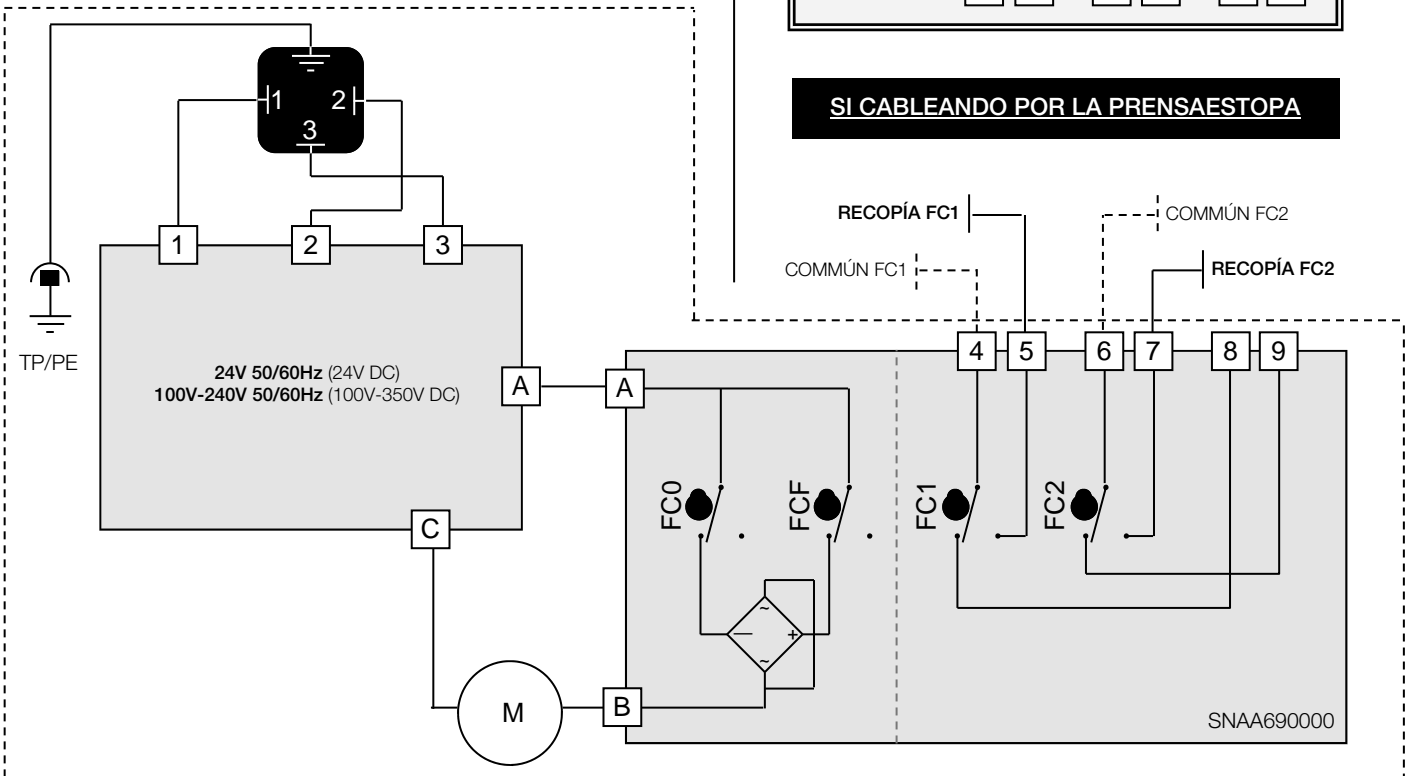 SI CABLEANDO POR LA PRENSAESTOPA
1 2
3
RECOPÍA FC1
COMMÚN FC2
COMMÚN FC1
RECOPÍA FC2
1 2 3
4 5 6 7 8 9
TP/PE
24V 50/60Hz (24V DC)
100V-240V 50/60Hz (100V-350V DC)
A A
FC0 FCF FC1 FC2
C
~
— +
~
M B
SNAA690000